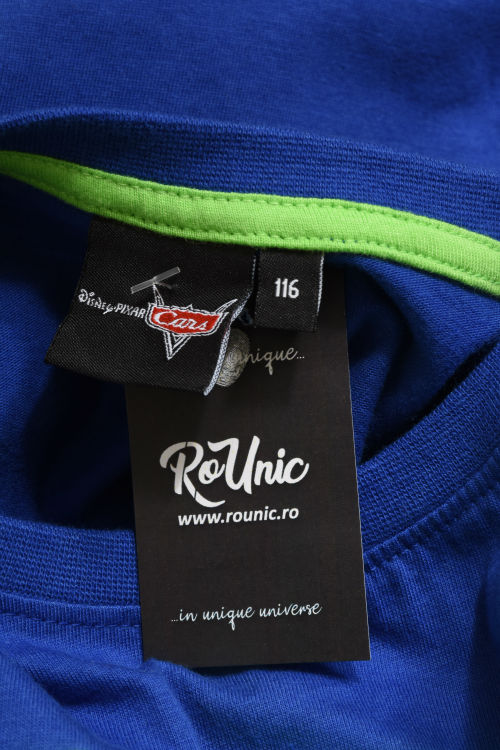 DISNEY·PIXAR
Cars
116
unique...
RoUnic
www.rounic.ro
...in unique universe